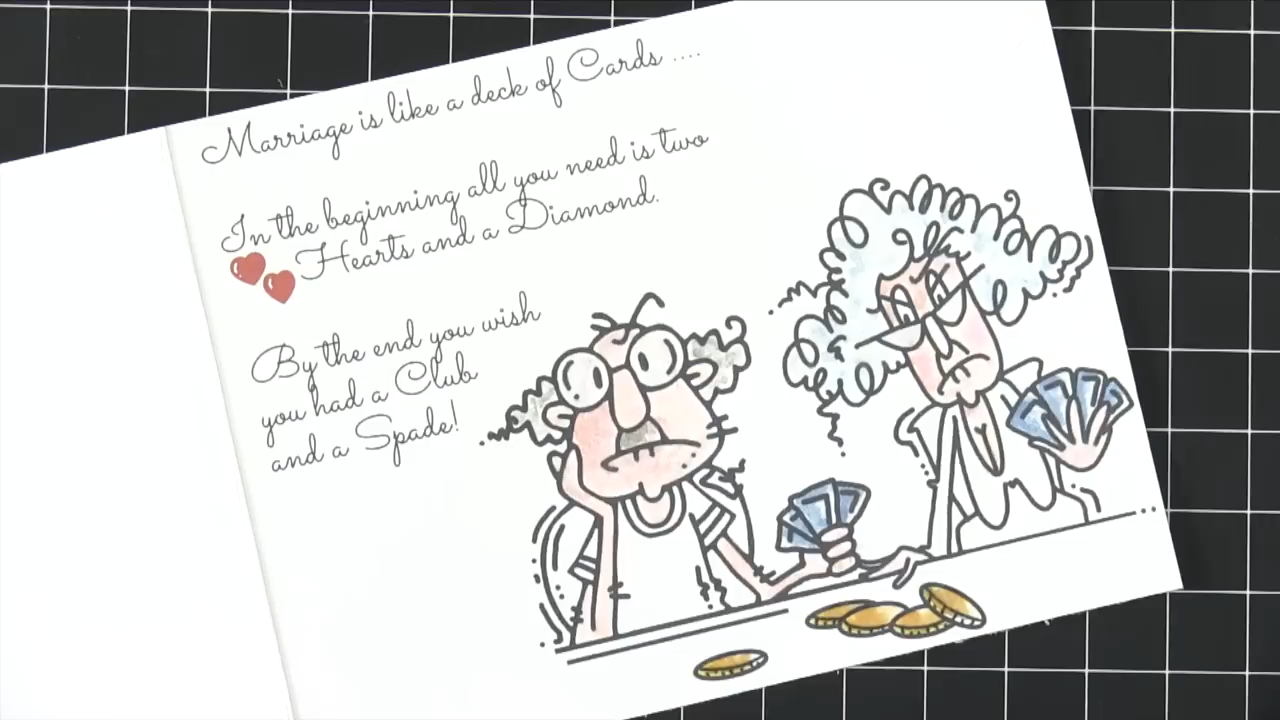 Marriage is like a deck of Cards ....
In the beginning all you need is two
Hearts and a Diamond.
By the end you wish
you had a Club
and a Spade!